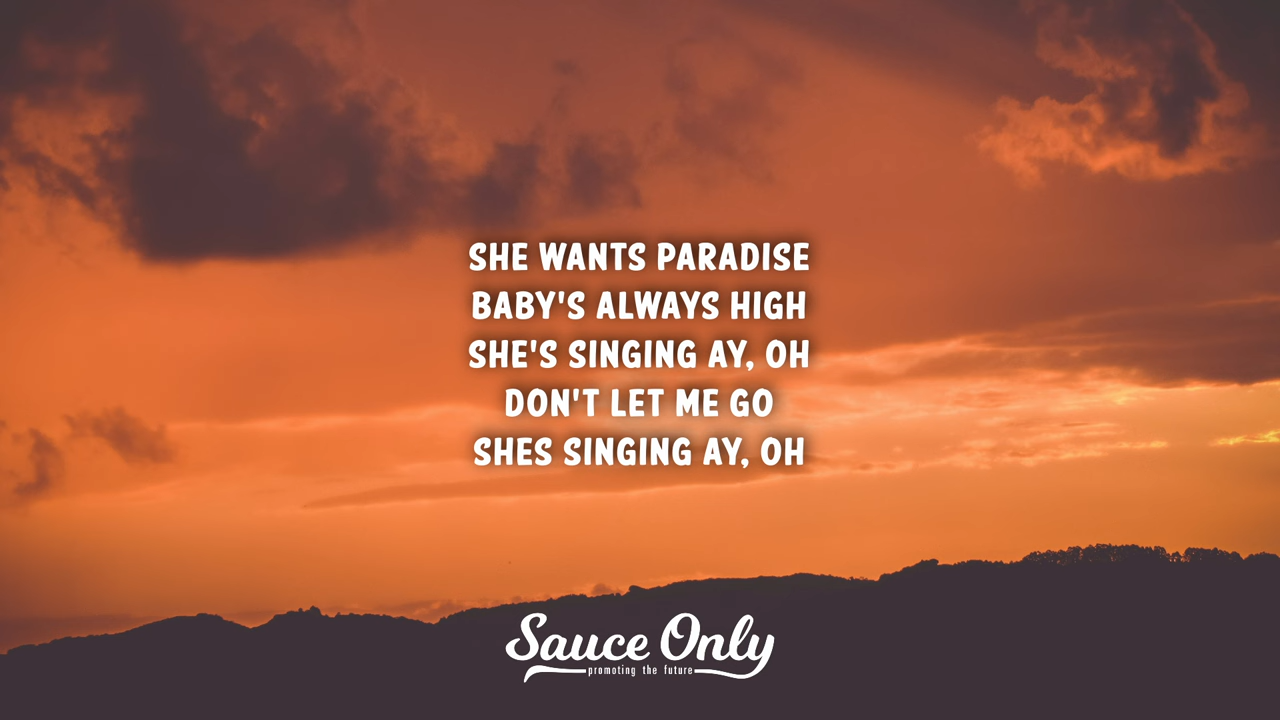 SHE WANTS PARADISE
BABY'S ALWAYS HIGH
SHE'S SINGING AY, OH
DON'T LET ME GO
SHES SINGING AY, OH
Sauce Only
promoting the future